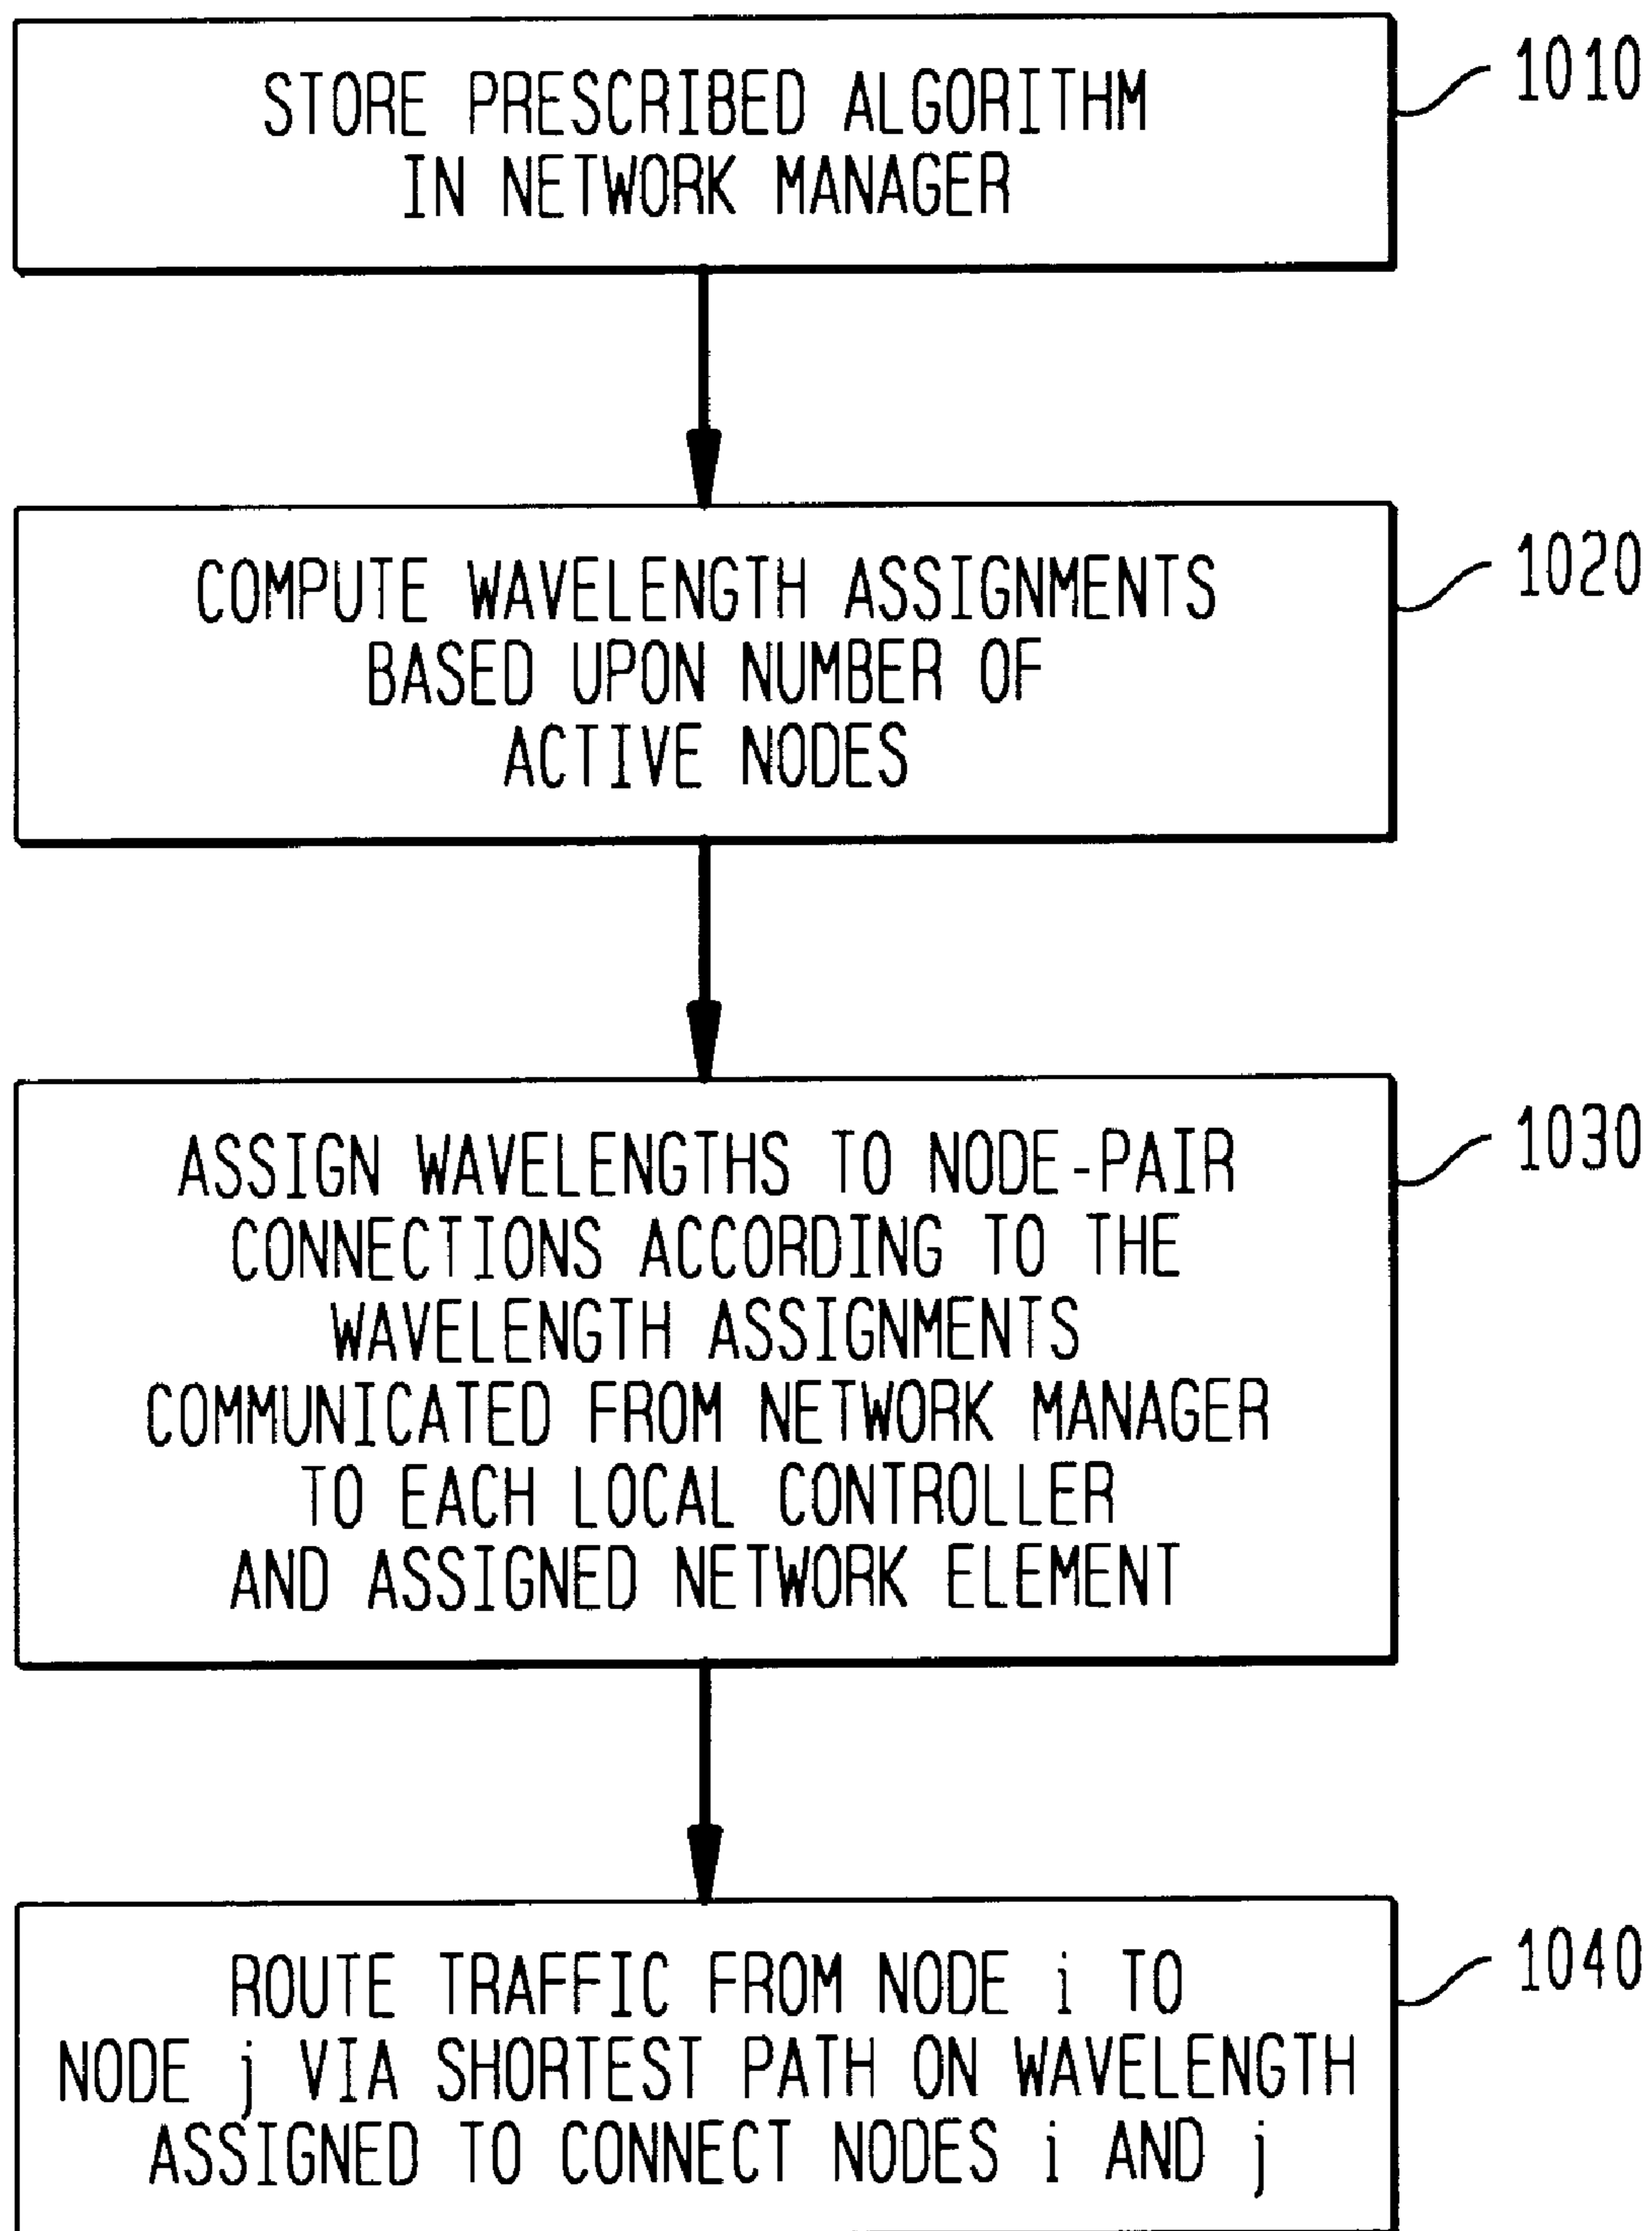 STORE PRESCRIBED ALGORITHM
IN NETWORK MANAGER
1010
COMPUTE WAVELENGTH ASSIGNMENTS
BASED UPON NUMBER OF
ACTIVE NODES
1020
ASSIGN WAVELENGTHS TO NODE-PAIR
CONNECTIONS ACCORDING TO THE
WAVELENGTH ASSIGNMENTS
COMMUNICATED FROM NETWORK MANAGER
TO EACH LOCAL CONTROLLER
AND ASSIGNED NETWORK ELEMENT
1030
ROUTE TRAFFIC FROM NODE i TO
NODE j VIA SHORTEST PATH ON WAVELENGTH
ASSIGNED TO CONNECT NODES i AND j
1040